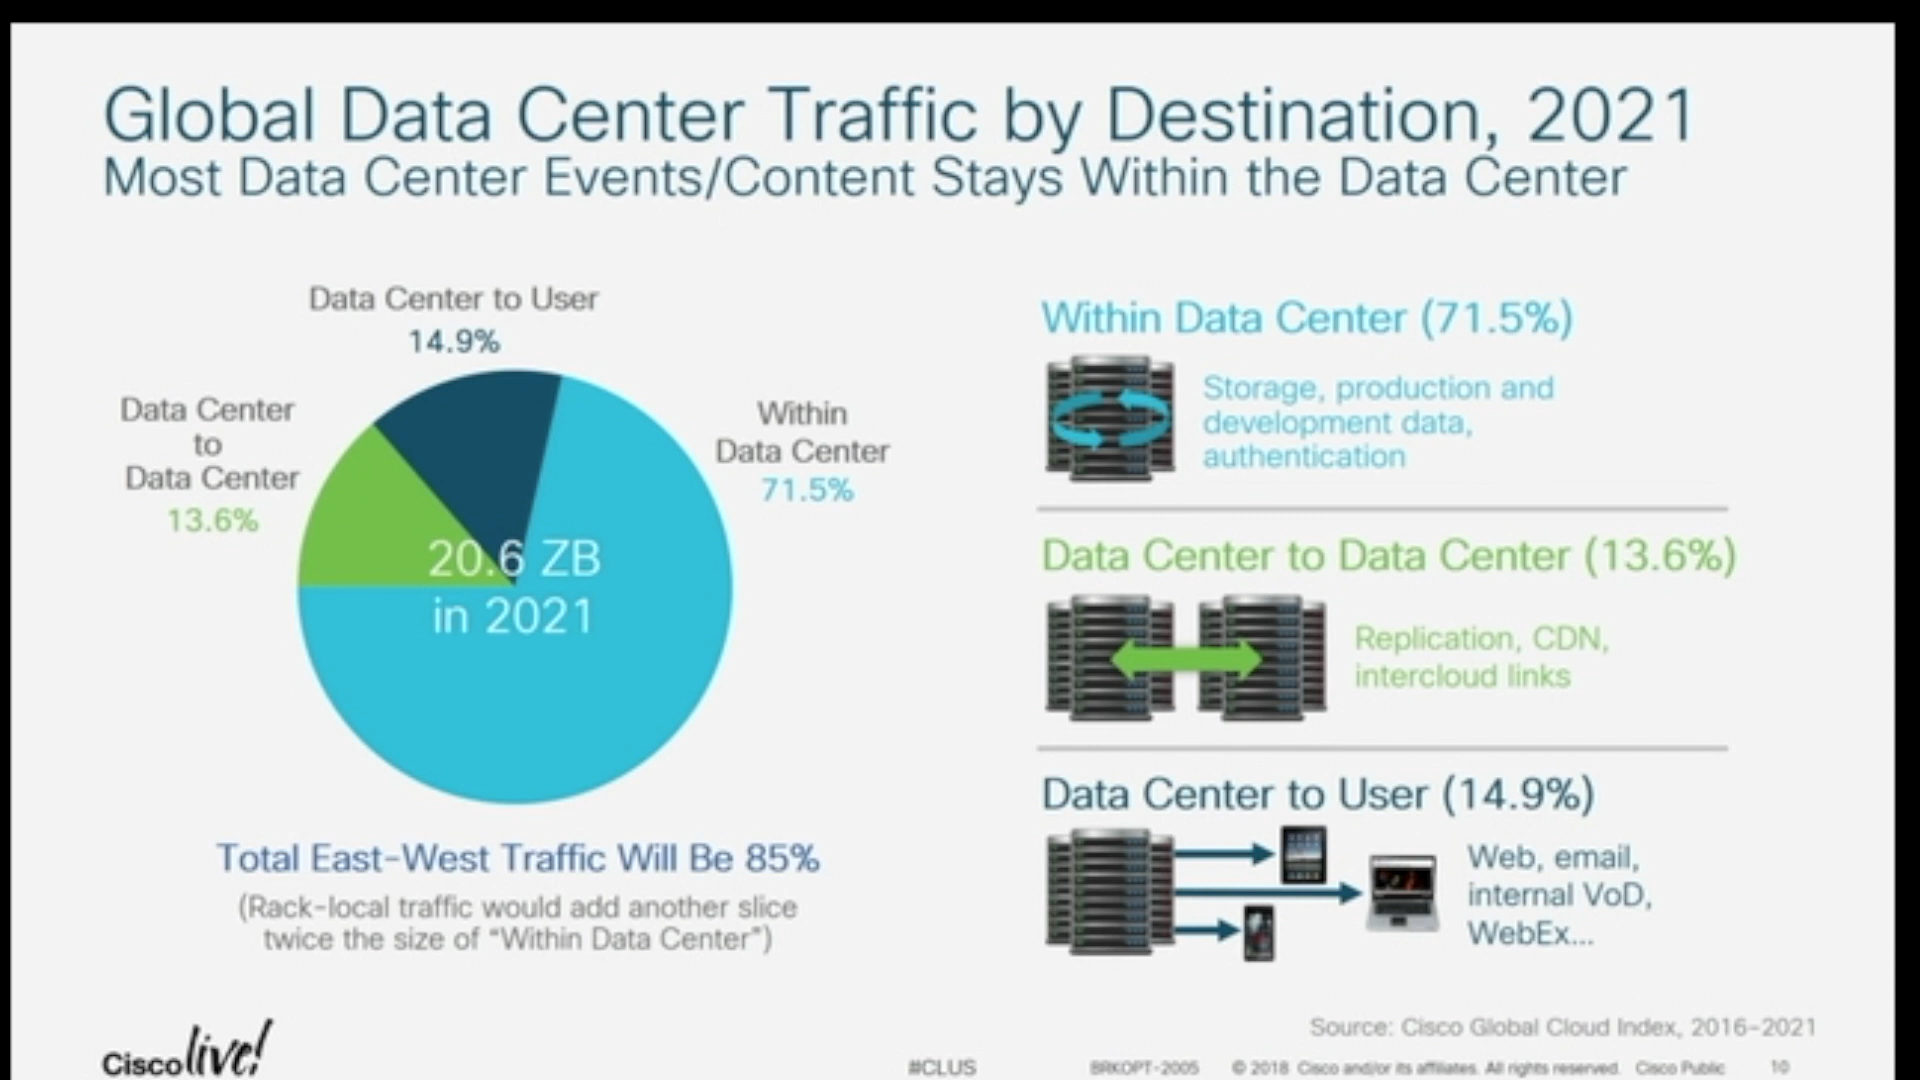 Global Data Center Traffic by Destination, 2021
Most Data Center Events/Content Stays Within the Data Center
Data Center to User
14.9%
Data Center
to
Data Center
13.6%
Within
Data Center
71.5%
20.6 ZB
in 2021
Total East-West Traffic Will Be 85%
(Rack-local traffic would add another slice
twice the size of "Within Data Center")
Within Data Center (71.5%)
Storage, production and
development data,
authentication
Data Center to Data Center (13.6%)
Replication, CDN,
intercloud links
Data Center to User (14.9%)
Web, email,
internal VoD,
WebEx...
Source: Cisco Global Cloud Index, 2016-2021
Cisco live!
#CLUS
BRKOPT-2005
© 2018 Cisco and/or its affiliates. All rights reserved. Cisco Public
10